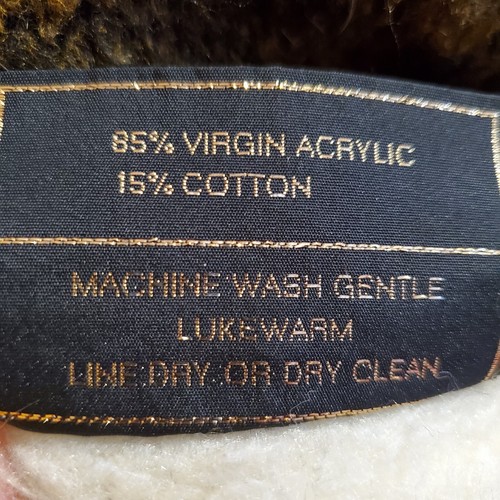 85% VIRGIN ACRYLIC
15% COTTON
MACHINE WASH GENTLE
LUKEWARM
LINE DRY OR DRY CLEAN